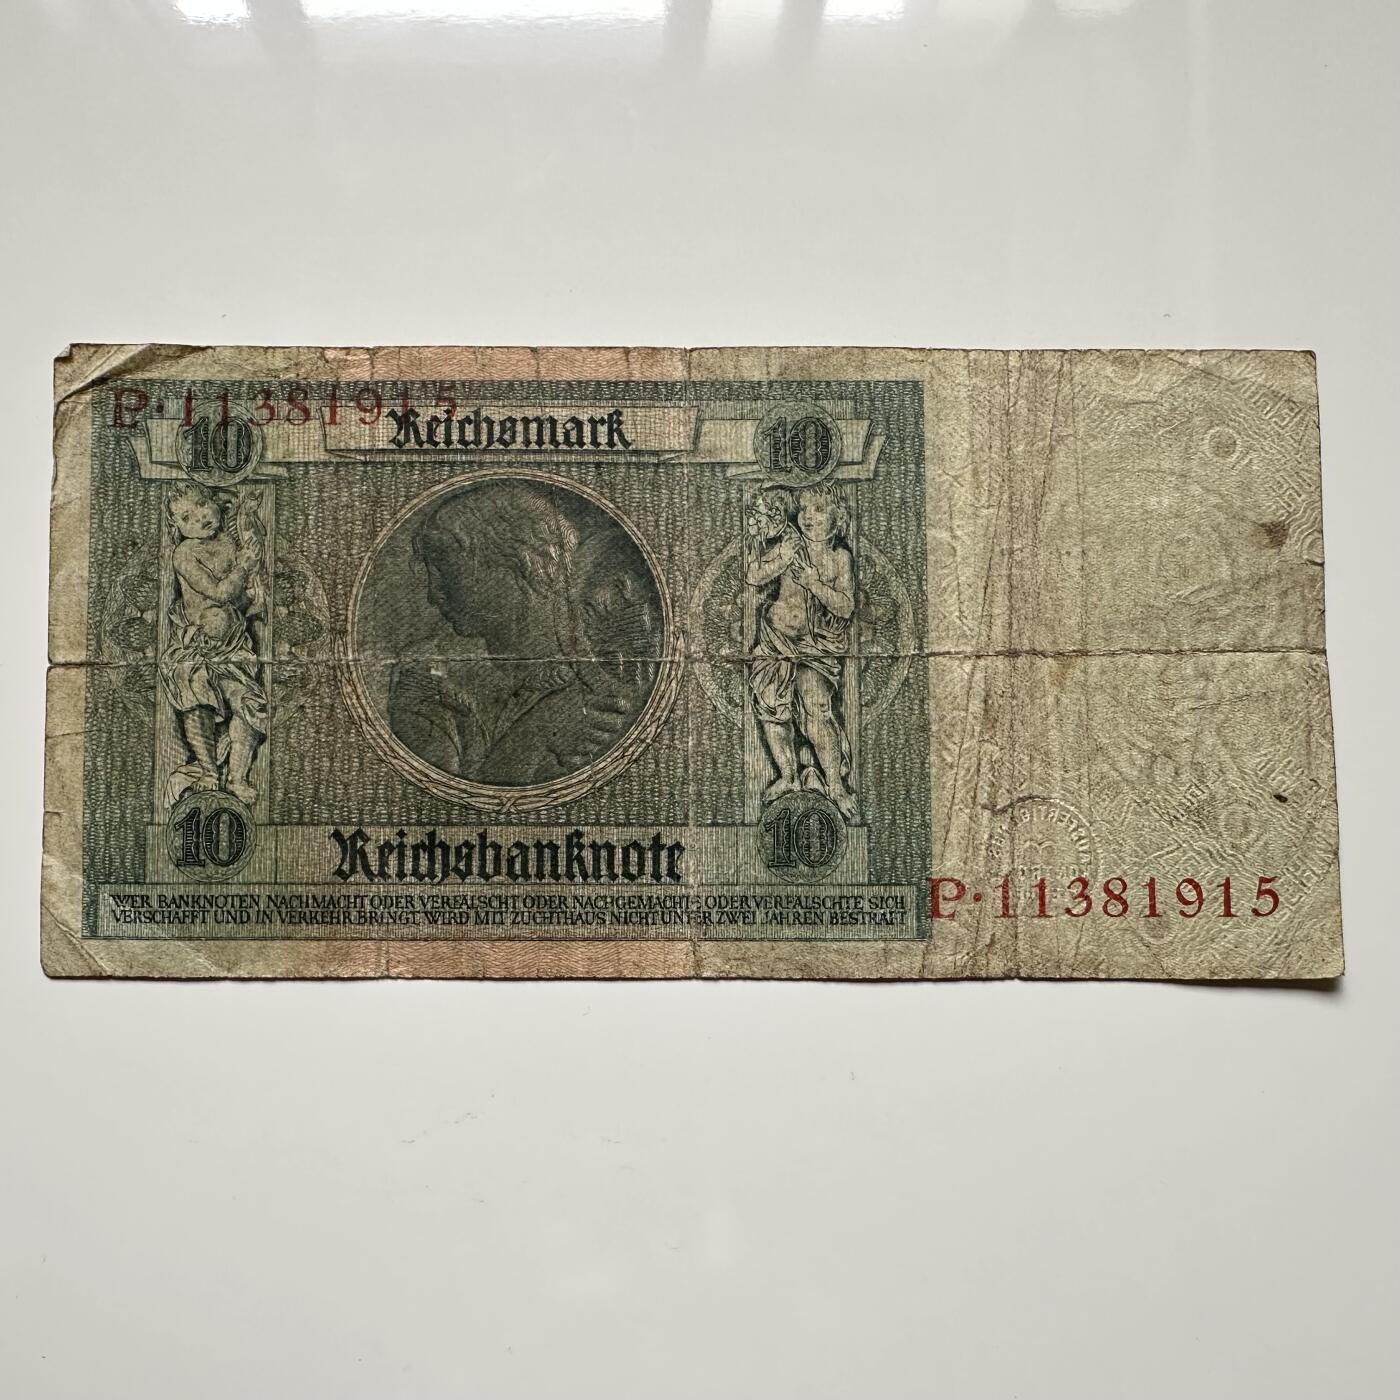 P·11381915
10 Reichsmark 10
10 Reichsbanknote 10
WER BANKNOTEN NACHMACHT ODER VERFÄLSCHT ODER NACHGEMACHTE ODER VERFÄLSCHTE SICH
VERSCHAFFT UND IN VERKEHR BRINGT, WIRD MIT ZUCHTHAUS NICHT UNTER ZWEI JAHREN BESTRAFT
P·11381915